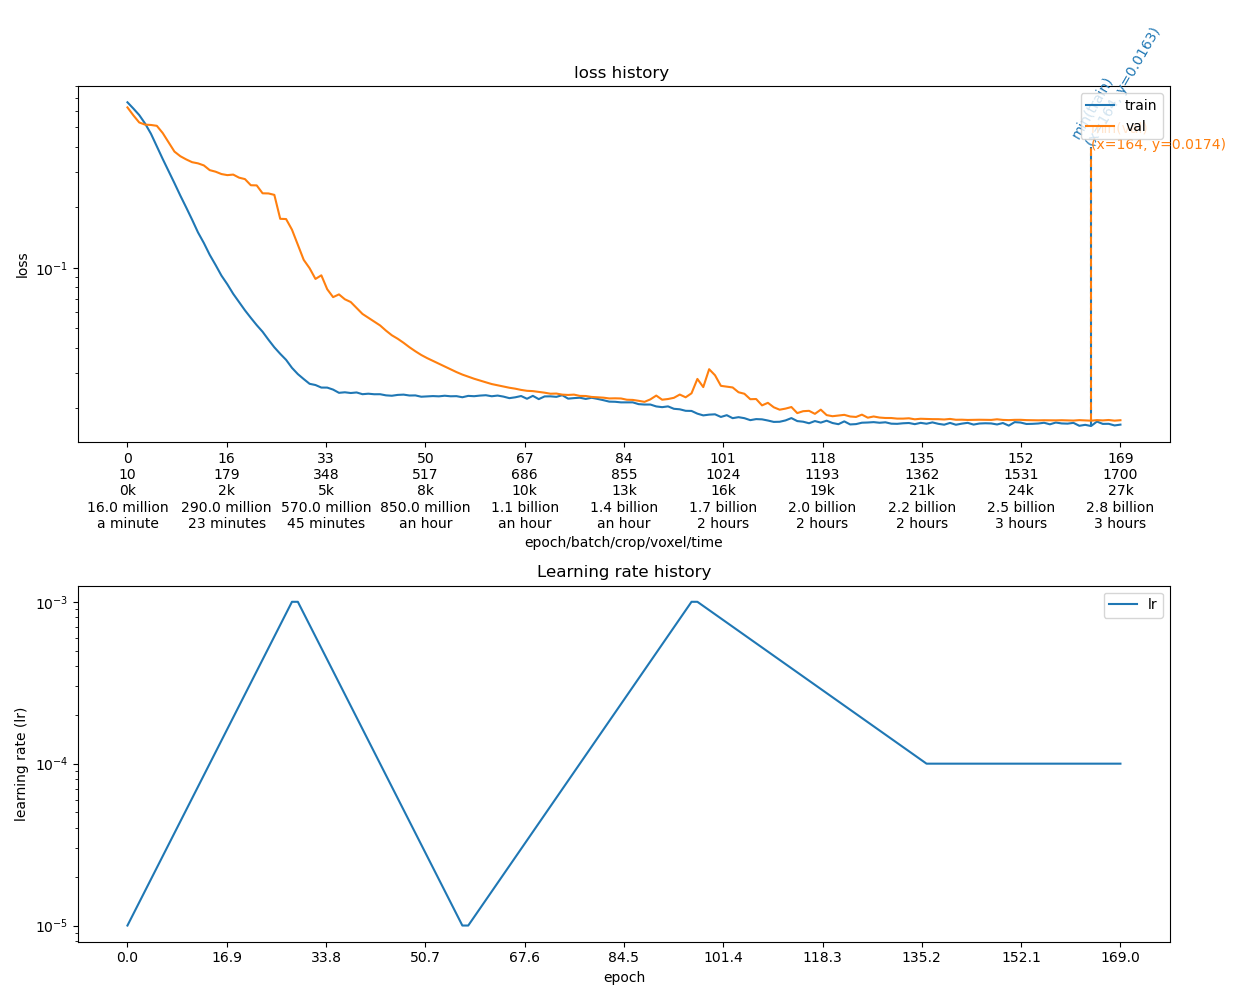 loss history
min(train)
(x=164, y=0.0163)
train
val
(x=164, y=0.0174)
10⁻¹
loss
0 16 33 50 67 84 101 118 135 152 169
10 179 348 517 686 855 1024 1193 1362 1531 1700
0k 2k 5k 8k 10k 13k 16k 19k 21k 24k 27k
16.0 million 290.0 million 570.0 million 850.0 million 1.1 billion 1.4 billion 1.7 billion 2.0 billion 2.2 billion 2.5 billion 2.8 billion
a minute 23 minutes 45 minutes an hour an hour an hour 2 hours 2 hours 2 hours 3 hours 3 hours
epoch/batch/crop/voxel/time
Learning rate history
lr
10⁻³
10⁻⁴
10⁻⁵
learning rate (lr)
0.0 16.9 33.8 50.7 67.6 84.5 101.4 118.3 135.2 152.1 169.0
epoch